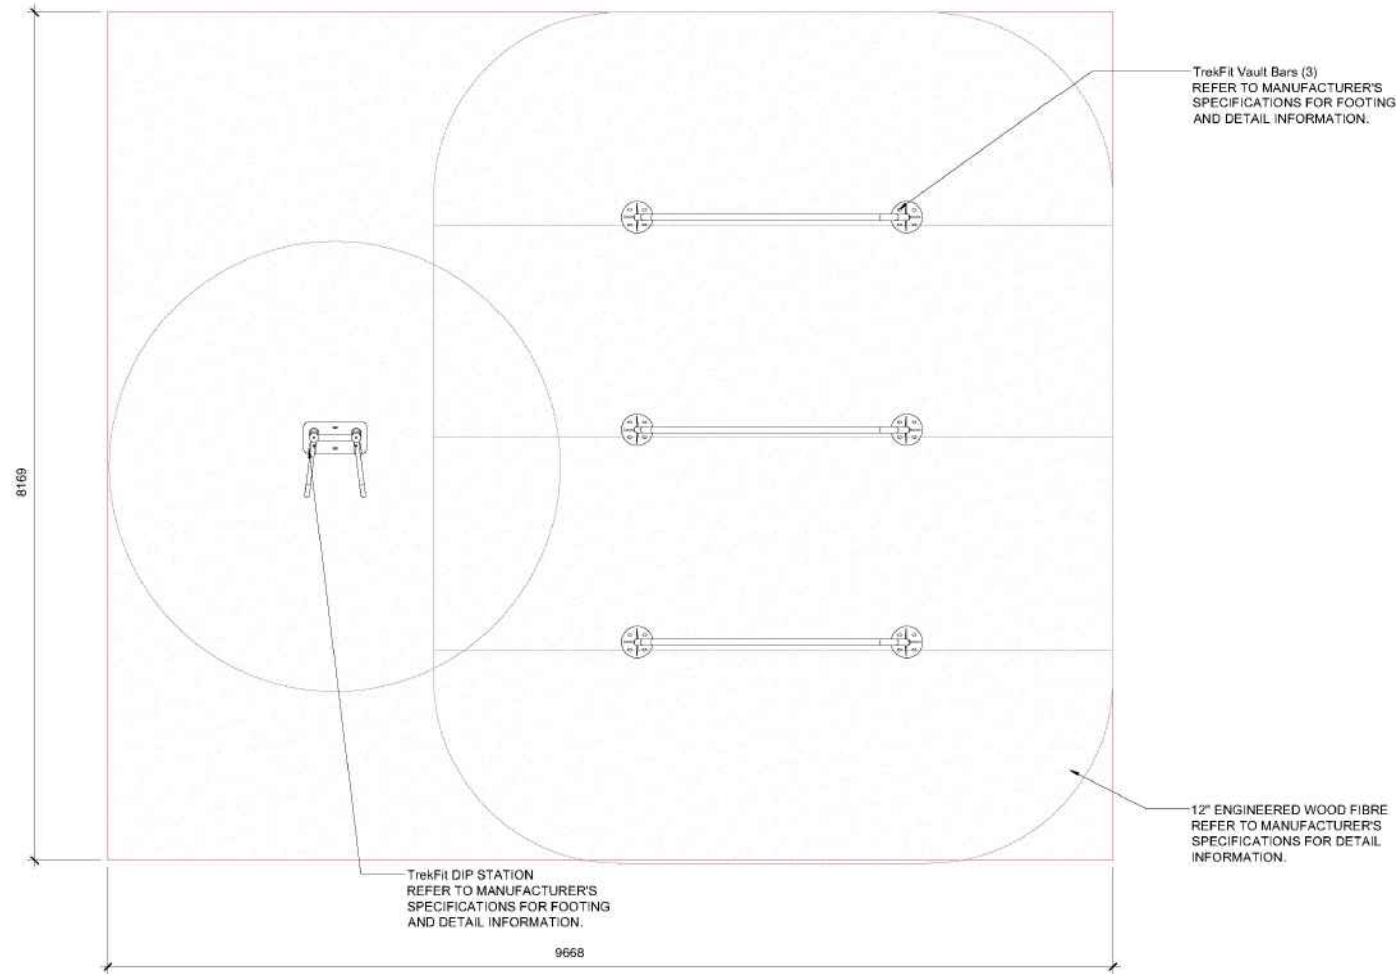 TrekFit Vault Bars (3)
REFER TO MANUFACTURER'S
SPECIFICATIONS FOR FOOTING
AND DETAIL INFORMATION.
8169
12" ENGINEERED WOOD FIBRE
REFER TO MANUFACTURER'S
SPECIFICATIONS FOR DETAIL
INFORMATION.
TrekFit DIP STATION
REFER TO MANUFACTURER'S
SPECIFICATIONS FOR FOOTING
AND DETAIL INFORMATION.
9668